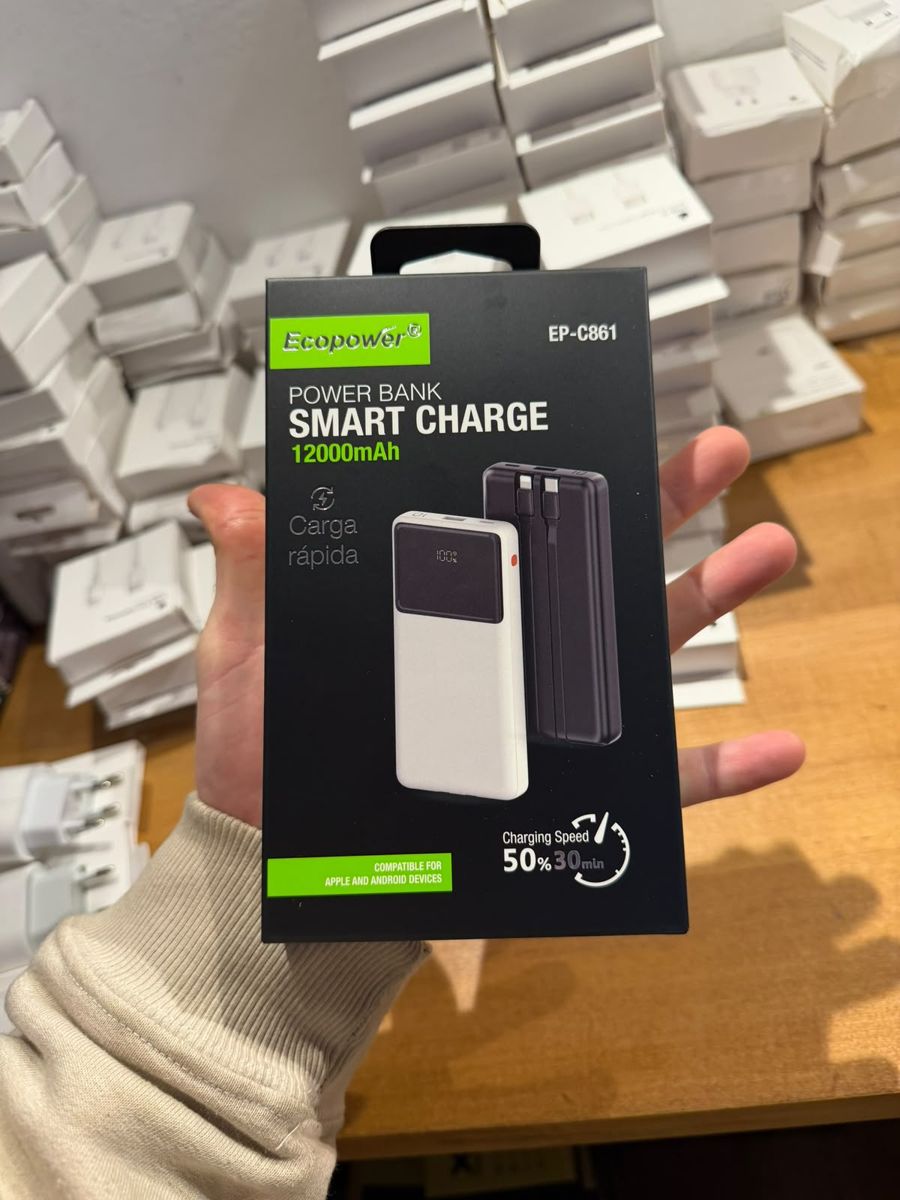 Ecopower
EP-C861
POWER BANK
SMART CHARGE
12000mAh
Carga
rápida
100%
Charging Speed
50% 30min
COMPATIBLE FOR
APPLE AND ANDROID DEVICES